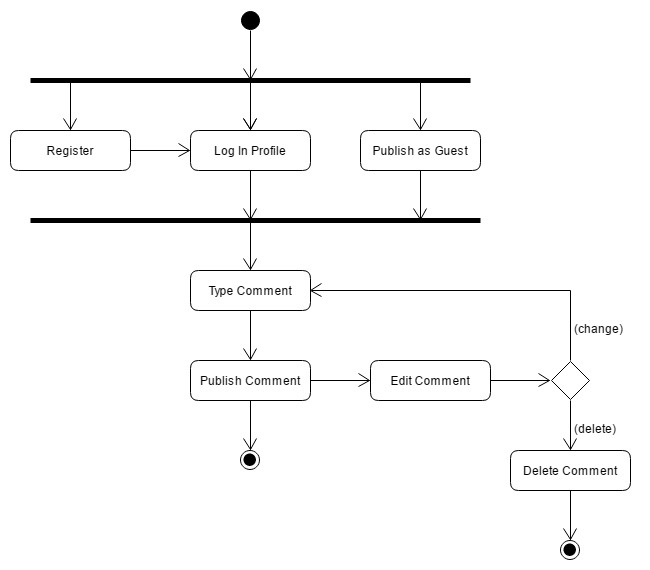 Register
Log In Profile
Publish as Guest
Type Comment
(change)
Publish Comment
Edit Comment
(delete)
Delete Comment